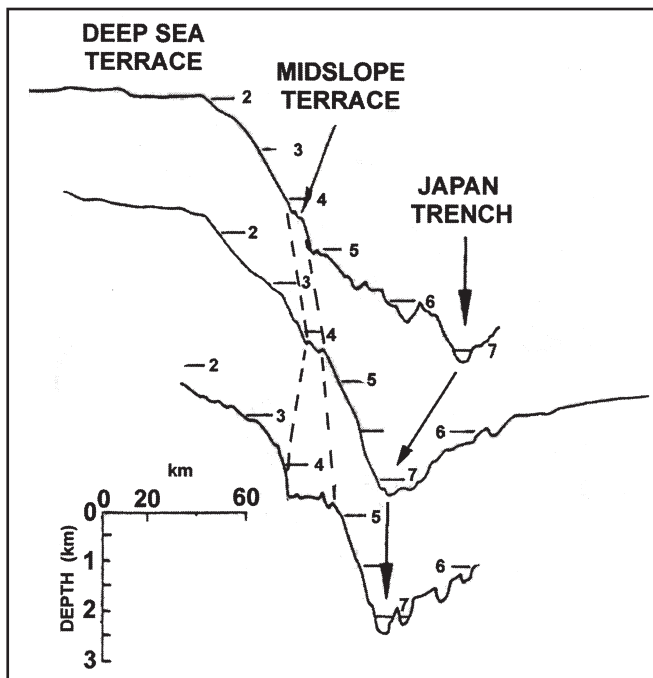 DEEP SEA
TERRACE
MIDSLOPE
TERRACE
JAPAN
TRENCH
2
3
4
5
6
7
2
3
4
5
6
7
2
3
4
5
6
7
km
0 20 60
0
1
2
3
DEPTH (km)